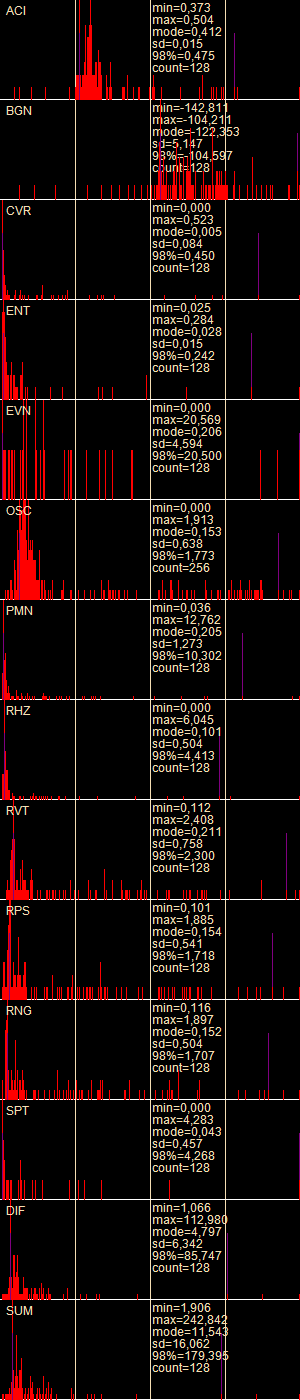 ACI
min=0,373
max=0,504
mode=0,412
sd=0,015
98%=0,475
count=128
BGN
min=-142,811
max=-104,211
mode=-122,353
sd=5,147
98%=-104,597
count=128
CVR
min=0,000
max=0,523
mode=0,005
sd=0,084
98%=0,450
count=128
ENT
min=0,025
max=0,284
mode=0,028
sd=0,015
98%=0,242
count=128
EVN
min=0,000
max=20,569
mode=0,206
sd=4,594
98%=20,500
count=128
OSC
min=0,000
max=1,913
mode=0,153
sd=0,638
98%=1,773
count=256
PMN
min=0,036
max=12,762
mode=0,205
sd=1,273
98%=10,302
count=128
RHZ
min=0,000
max=6,045
mode=0,101
sd=0,504
98%=4,413
count=128
RVT
min=0,112
max=2,408
mode=0,211
sd=0,758
98%=2,300
count=128
RPS
min=0,101
max=1,885
mode=0,154
sd=0,541
98%=1,718
count=128
RNG
min=0,116
max=1,897
mode=0,152
sd=0,504
98%=1,707
count=128
SPT
min=0,000
max=4,283
mode=0,043
sd=0,457
98%=4,268
count=128
DIF
min=1,066
max=112,980
mode=4,797
sd=6,342
98%=85,747
count=128
SUM
min=1,906
max=242,842
mode=11,543
sd=16,062
98%=179,395
count=128